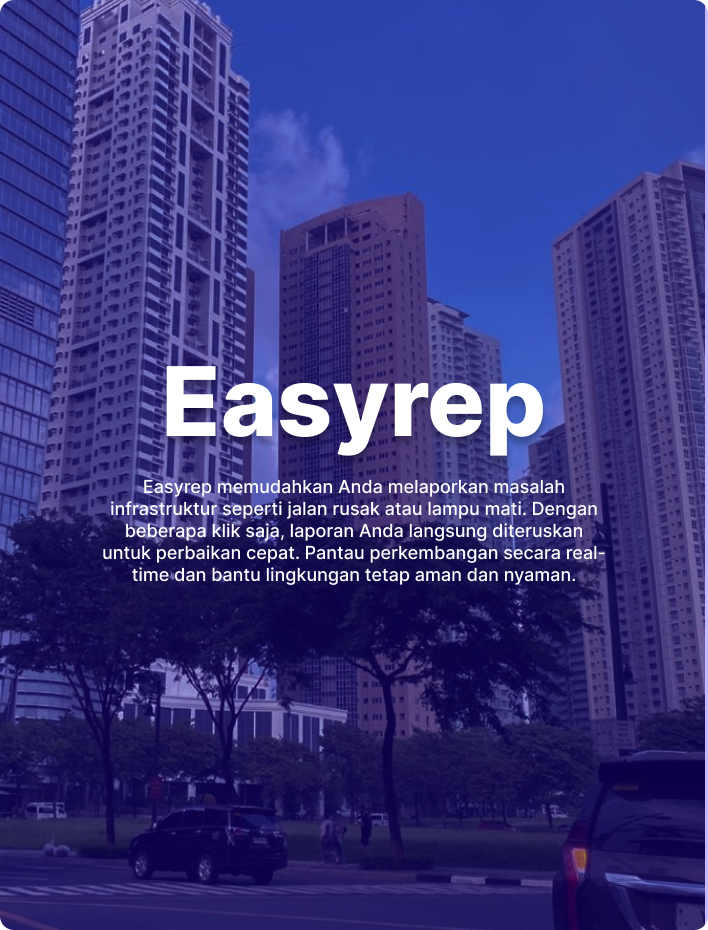 Easyrep
Easyrep memudahkan Anda melaporkan masalah
infrastruktur seperti jalan rusak atau lampu mati. Dengan
beberapa klik saja, laporan Anda langsung diteruskan
untuk perbaikan cepat. Pantau perkembangan secara real-
time dan bantu lingkungan tetap aman dan nyaman.